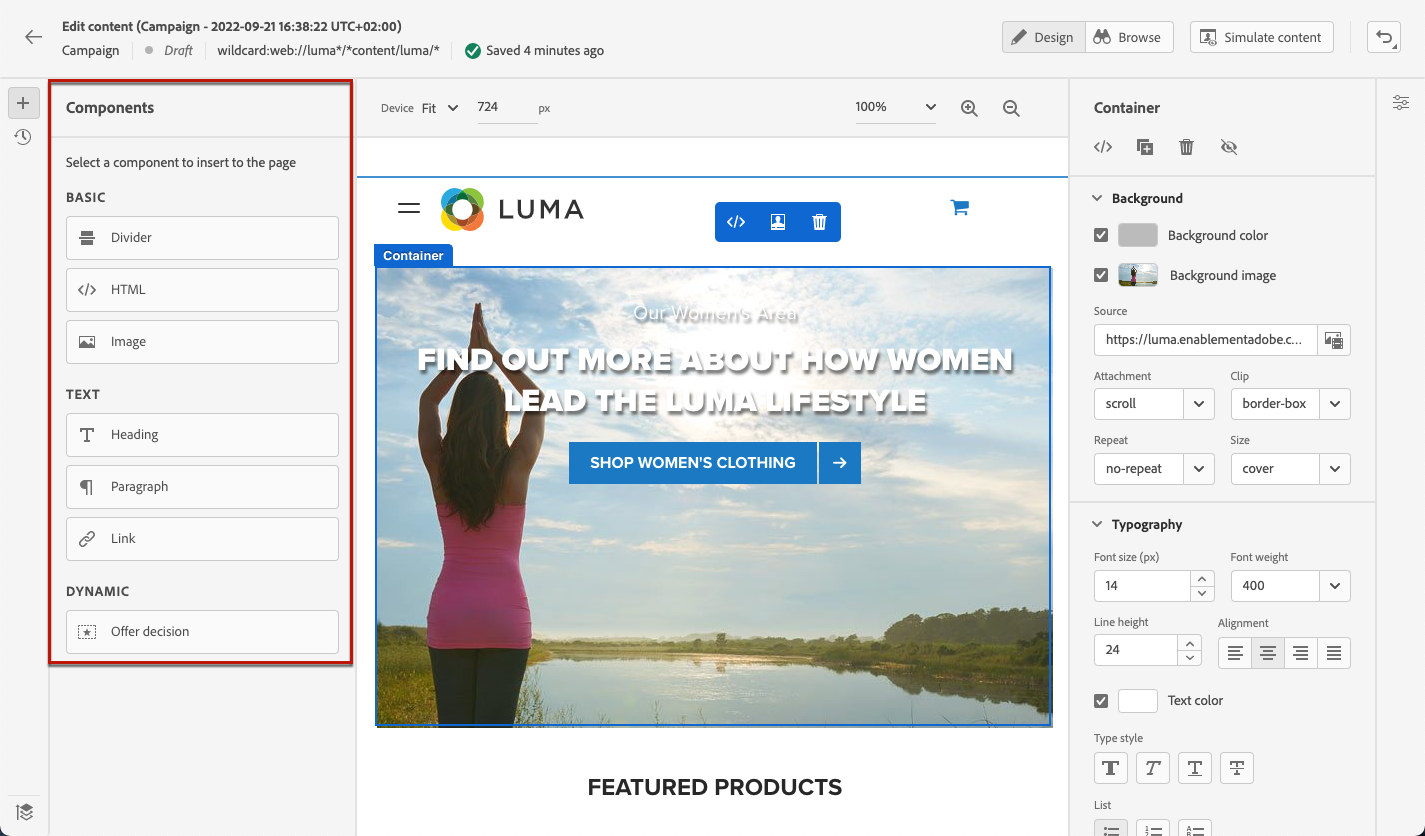 Edit content (Campaign - 2022-09-21 16:38:22 UTC+02:00)
Campaign
Draft
wildcard:web://luma*/*content/luma/*
Saved 4 minutes ago
Design
Browse
Simulate content
Components
Select a component to insert to the page
BASIC
Divider
HTML
Image
TEXT
Heading
Paragraph
Link
DYNAMIC
Offer decision
Device Fit 724 px
100%
LUMA
Container
Our Women's Area
FIND OUT MORE ABOUT HOW WOMEN
LEAD THE LUMA LIFESTYLE
SHOP WOMEN'S CLOTHING
FEATURED PRODUCTS
Container
Background
Background color
Background image
Source
https://luma.enablementadobe.c...
Attachment Clip
scroll border-box
Repeat Size
no-repeat cover
Typography
Font size (px) Font weight
14 400
Line height Alignment
24
Text color
Type style
List